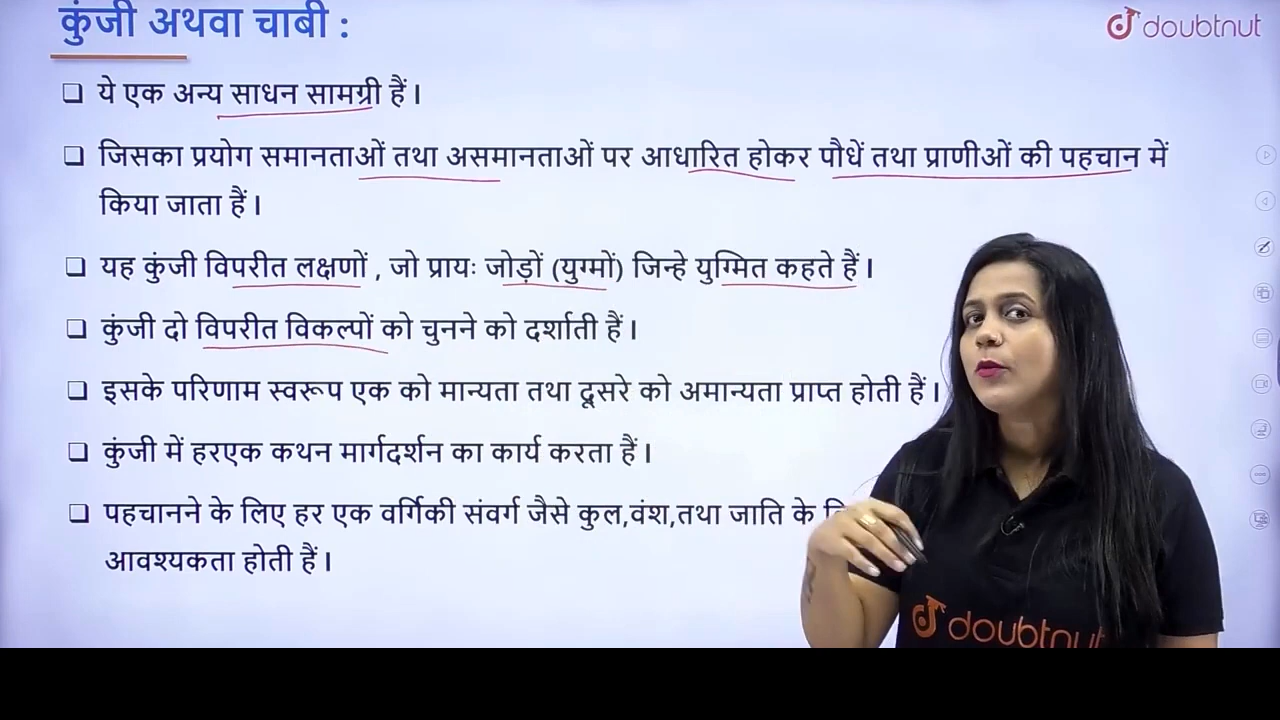 कुंजी अथवा चाबी :
doubtnut
ये एक अन्य साधन सामग्री हैं ।
जिसका प्रयोग समानताओं तथा असमानताओं पर आधारित होकर पौधें तथा प्राणीओं की पहचान में
किया जाता हैं ।
यह कुंजी विपरीत लक्षणों , जो प्रायः जोड़ों (युग्मों) जिन्हे युग्मित कहते हैं ।
कुंजी दो विपरीत विकल्पों को चुनने को दर्शाती हैं ।
इसके परिणाम स्वरूप एक को मान्यता तथा दूसरे को अमान्यता प्राप्त होती हैं ।
कुंजी में हरएक कथन मार्गदर्शन का कार्य करता हैं ।
पहचानने के लिए हर एक वर्गिकी संवर्ग जैसे कुल,वंश,तथा जाति के
आवश्यकता होती हैं ।
doubtnut